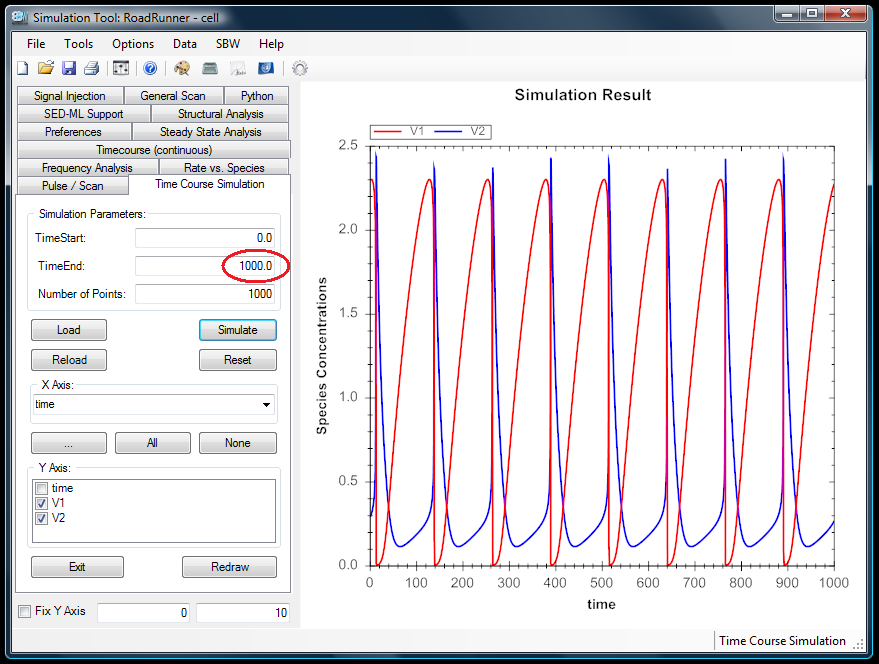 Simulation Tool: RoadRunner - cell
File Tools Options Data SBW Help
Signal Injection General Scan Python
SED-ML Support Structural Analysis
Preferences Steady State Analysis
Timecourse (continuous)
Frequency Analysis Rate vs. Species
Pulse / Scan Time Course Simulation
Simulation Parameters:
TimeStart: 0.0
TimeEnd: 1000.0
Number of Points: 1000
Load Simulate
Reload Reset
X Axis:
time
... All None
Y Axis:
time
V1
V2
Exit Redraw
Fix Y Axis 0 10
Simulation Result
V1 V2
Species Concentrations
2.5
2.0
1.5
1.0
0.5
0.0
0 100 200 300 400 500 600 700 800 900 1000
time
Time Course Simulation